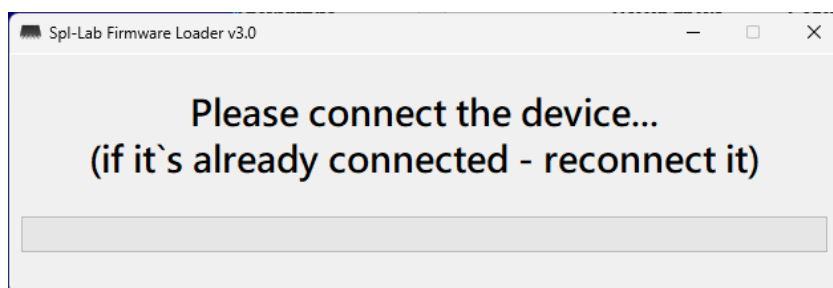 Spl-Lab Firmware Loader v3.0
Please connect the device...
(if it`s already connected - reconnect it)